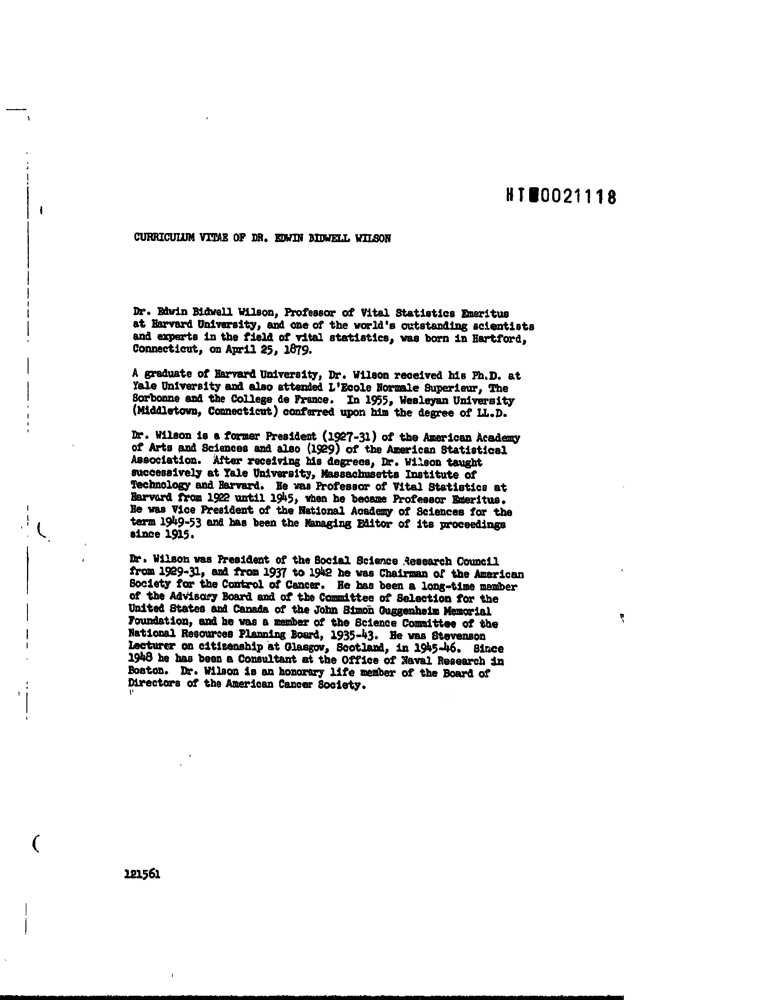 HT 0021118
CURRICULUM VITAE OF DR. EDWIN BIDWELL WILSON
Dr. Edwin Bidwell Wilson, Professor of Vital Statistics Emeritus
at Harvard University, and one of the world's outstanding scientists
and experts in the field of vital statistics, was born in Hartford,
Connecticut, on April 25, 1879.
A graduate of Harvard University, Dr. Wilson received his Ph.D. at
Yale University and also attended L'Ecole Normale Superieur, The
Sorbonne and the College de France. In 1955, Wesleyan University
(Middletown, Connecticut) conferred upon him the degree of LL.D.
Dr. Wilson is a former President (1927-31) of the American Academy
of Arts and Sciences and also (1929) of the American Statistical
Association. After receiving his degrees, Dr. Wilson taught
successively at Yale University, Massachusetts Institute of
Technology and Harvard. He was Professor of Vital Statistics at
Harvard from 1922 until 1945, when he became Professor Emeritus.
He was Vice President of the National Academy of Sciences for the
term 1949-53 and has been the Managing Editor of its proceedings
since 1915.
Dr. Wilson was President of the Social Science Research Council
from 1929-31, and from 1937 to 1942 he was Chairman of the American
Society for the Control of Cancer. He has been a long-time member
of the Advisory Board and of the Committee of Selection for the
United States and Canada of the John Simon Guggenheim Memorial
Foundation, and he was a member of the Science Committee of the
National Resources Planning Board, 1935-43. He was Stevenson
Lecturer on citizenship at Glasgow, Scotland, in 1945-46. Since
1948 he has been a Consultant at the Office of Naval Research in
Boston. Dr. Wilson is an honorary life member of the Board of
Directors of the American Cancer Society.
121561